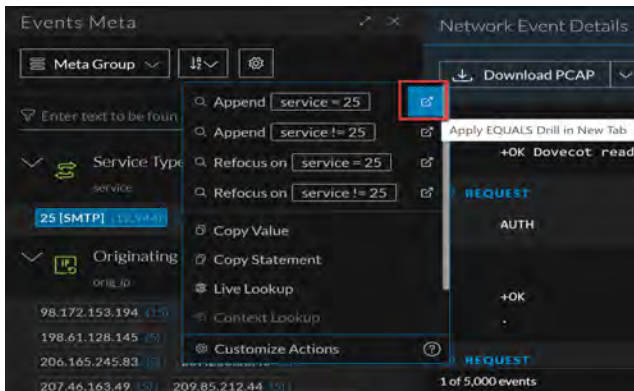 Events Meta
Meta Group
Enter text to be foun
Service Type
service
25 [SMTP] (12,944)
Originating
orig_ip
98.172.153.194 (15)
198.61.128.145 (5)
206.165.245.83
207.46.163.49 209.85.212.44
Append service = 25
Append service != 25
Refocus on service = 25
Refocus on service != 25
Copy Value
Copy Statement
Live Lookup
Context Lookup
Customize Actions
Network Event Details
Download PCAP
Apply EQUALS Drill in New Tab
+OK Dovecot read
REQUEST
AUTH
+OK
.
REQUEST
1 of 5,000 events